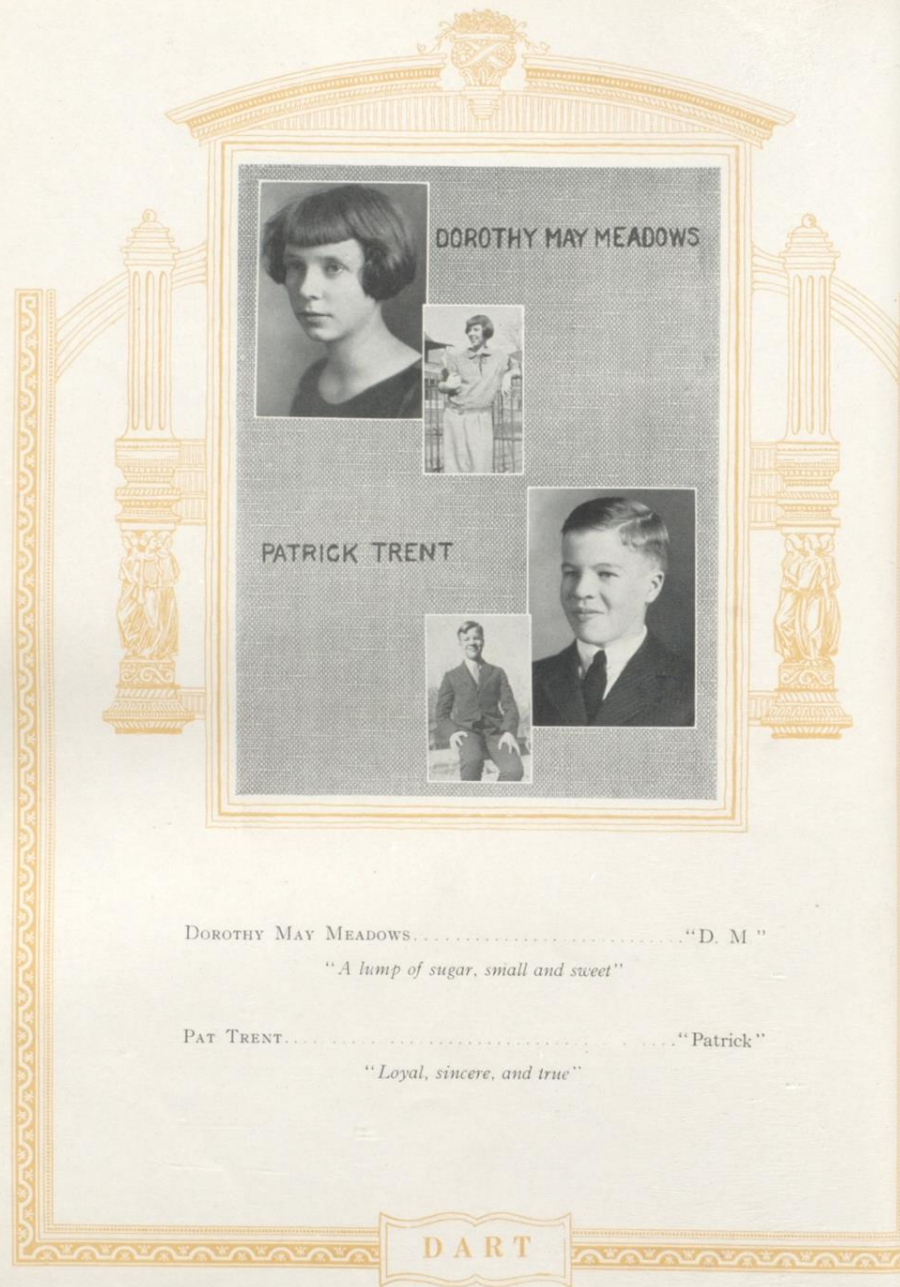 DOROTHY MAY MEADOWS
PATRICK TRENT
DOROTHY MAY MEADOWS............................"D. M"
"A lump of sugar, small and sweet"
PAT TRENT........................................"Patrick"
"Loyal, sincere, and true"
DART